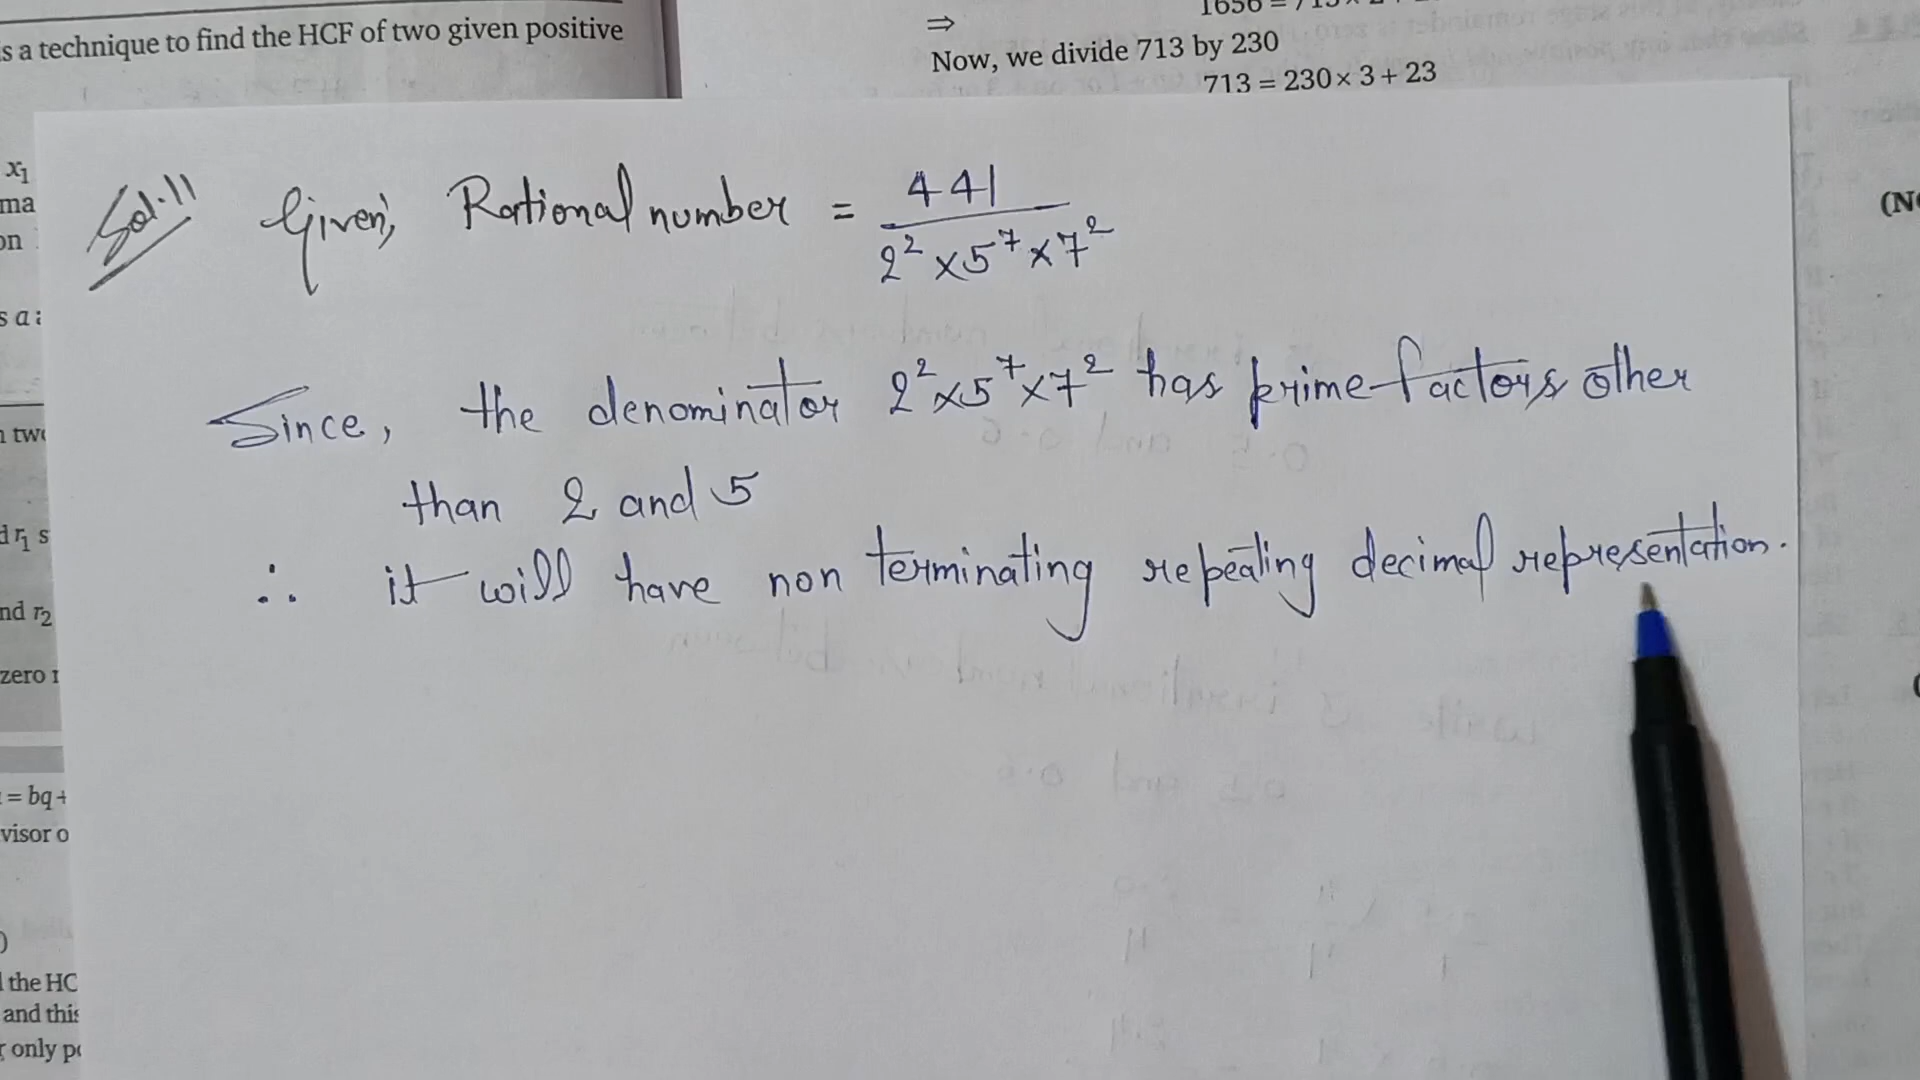 s a technique to find the HCF of two given positive
⇒
Now, we divide 713 by 230
713 = 230 × 3 + 23
x₁
ma
on
Sol.11 Given, Rational number = 441 / 2² × 5⁷ × 7²
Since, the denominator 2² × 5⁷ × 7² has prime factors other
than 2 and 5
∴ it will have non terminating repeating decimal representation.
s a
n two
d r₁ s
nd r₂
zero r
= bq +
visor o
the HC
and this
r only po